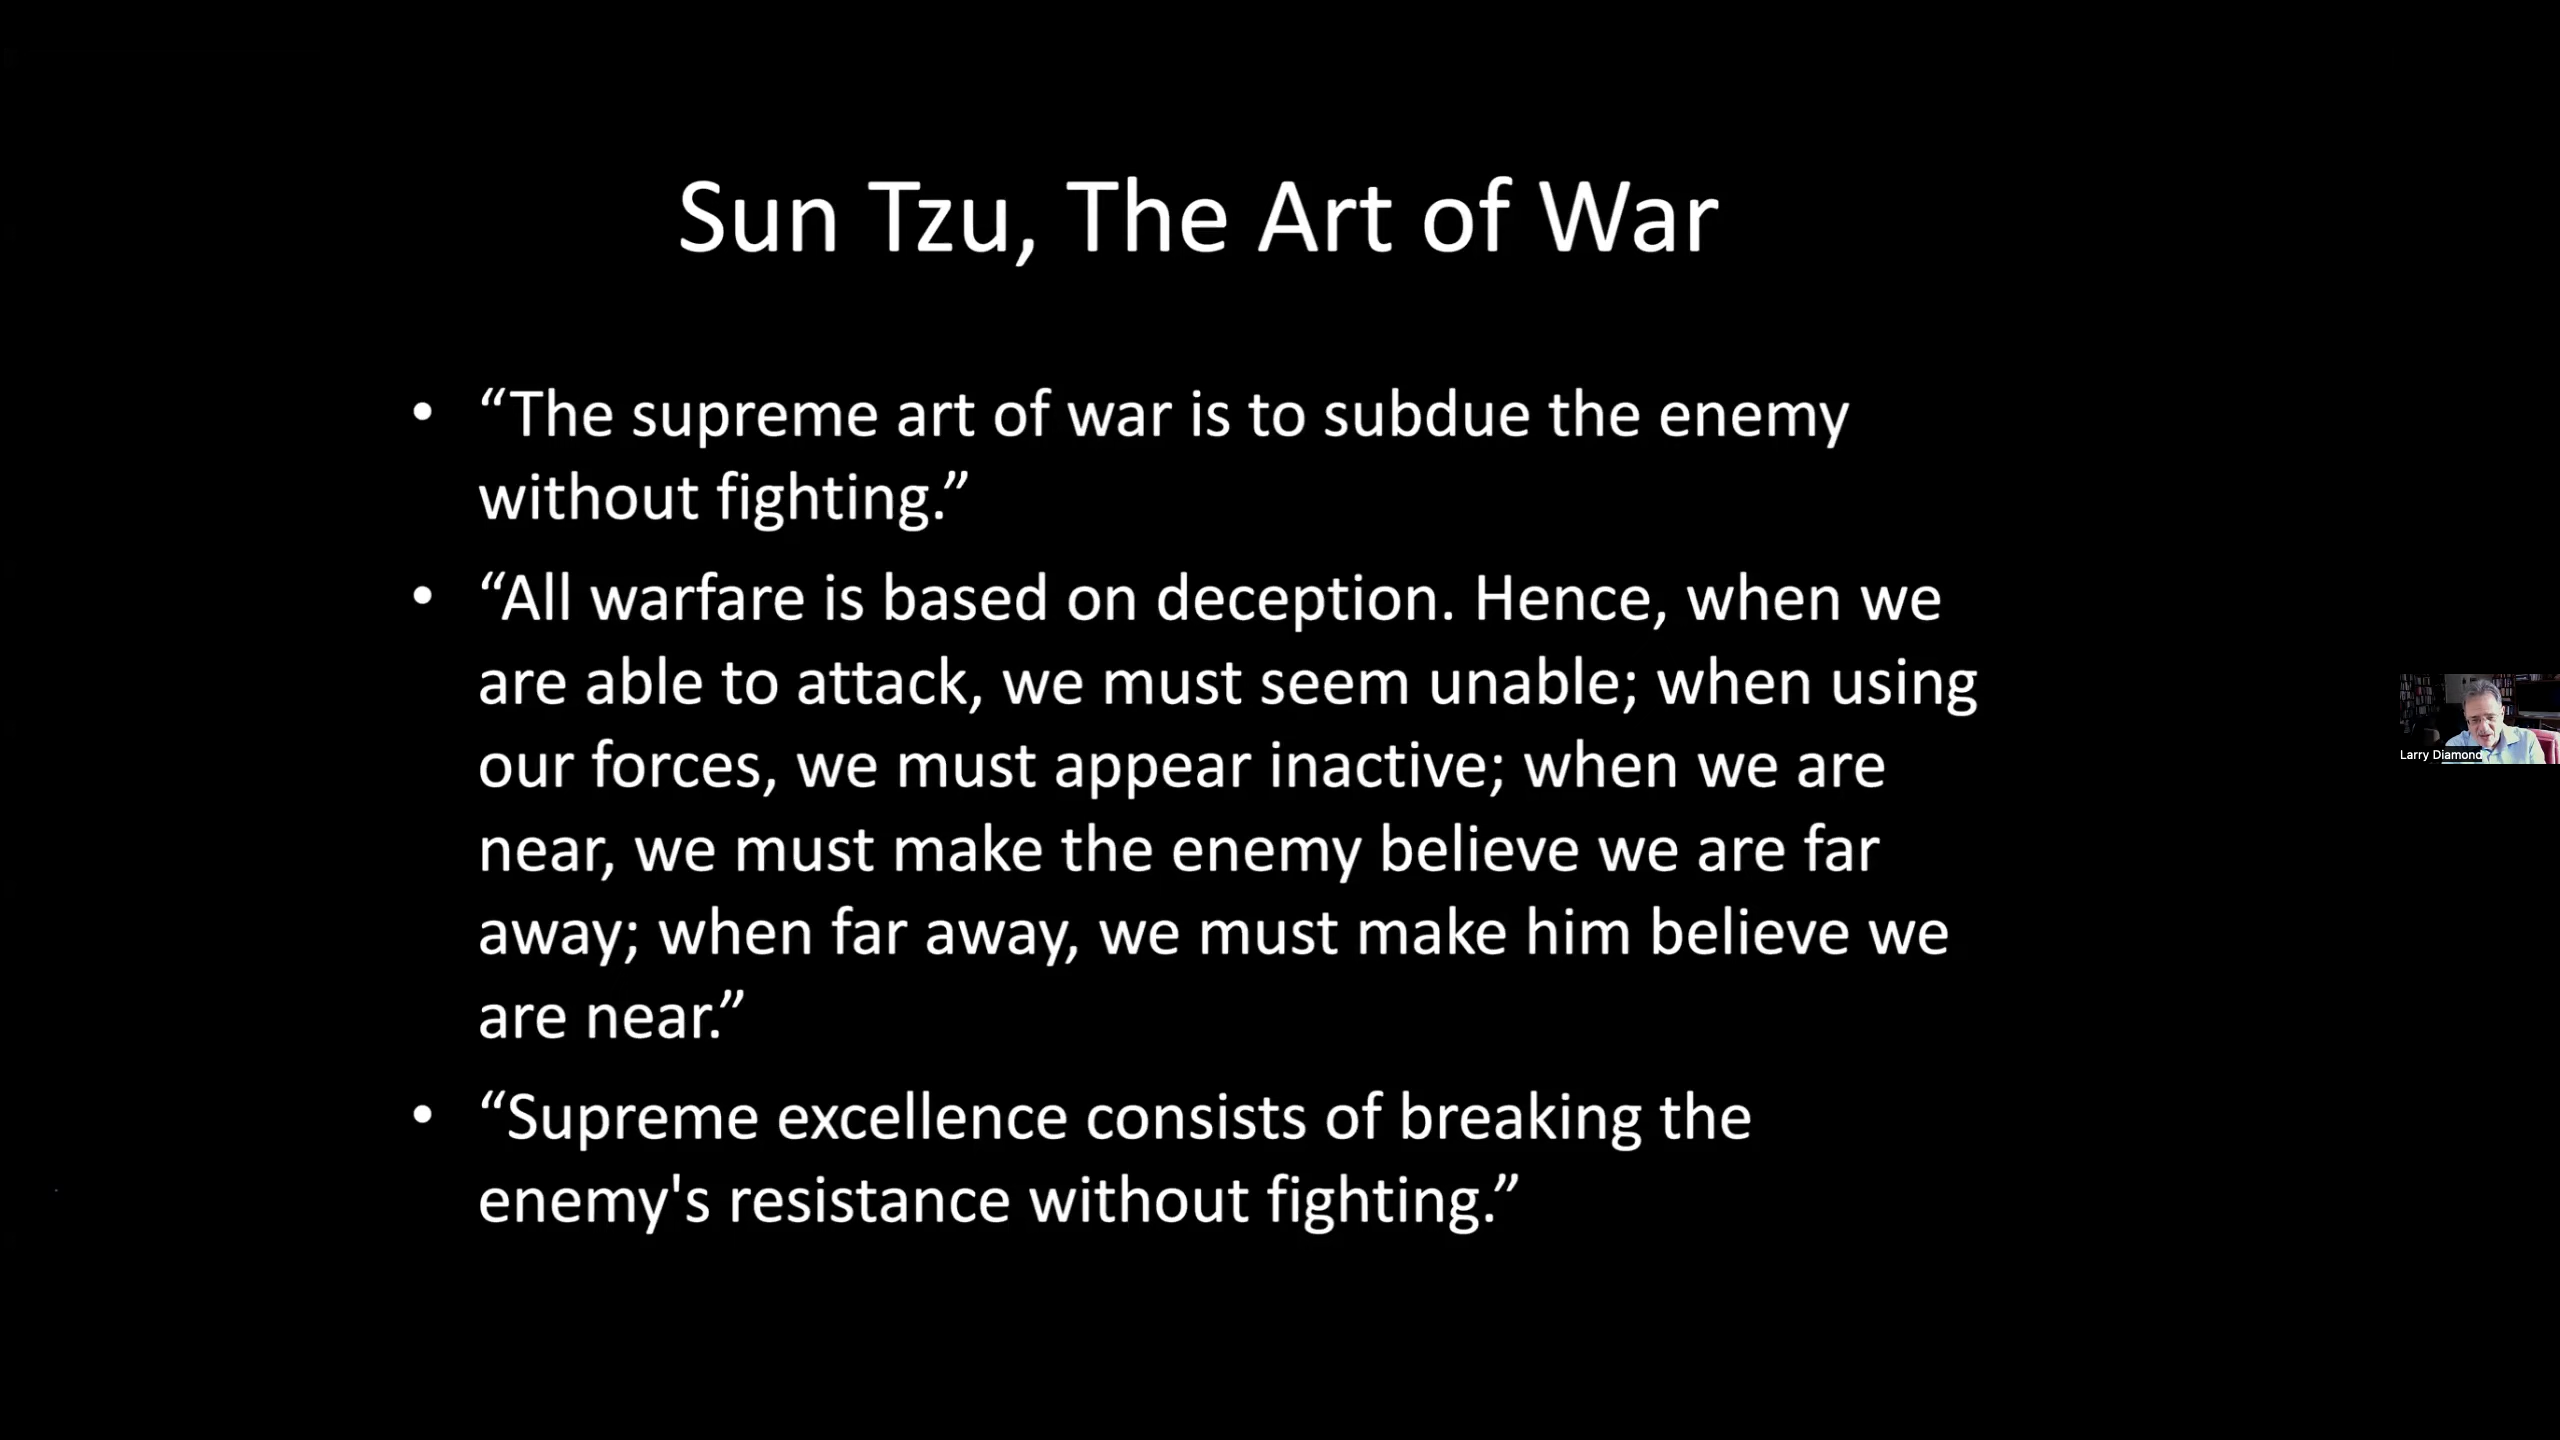 Sun Tzu, The Art of War
• “The supreme art of war is to subdue the enemy
without fighting.”
• “All warfare is based on deception. Hence, when we
are able to attack, we must seem unable; when using
our forces, we must appear inactive; when we are
near, we must make the enemy believe we are far
away; when far away, we must make him believe we
are near.”
• “Supreme excellence consists of breaking the
enemy's resistance without fighting.”
Larry Diamond